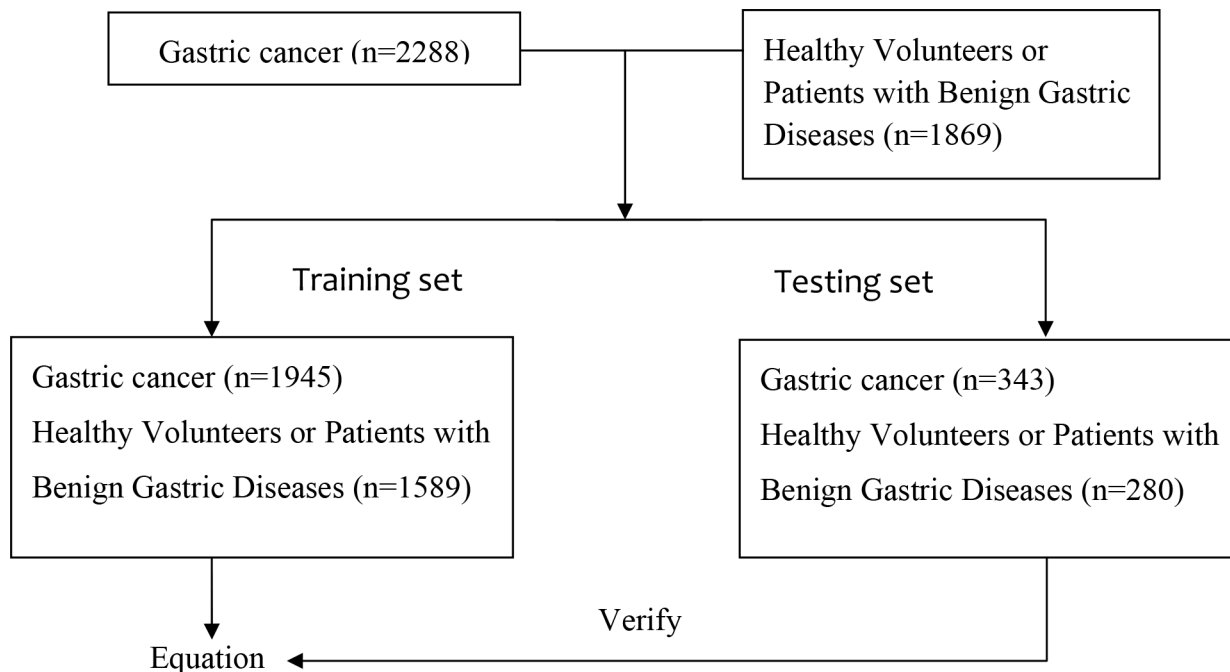 Gastric cancer (n=2288)
Healthy Volunteers or
Patients with Benign Gastric
Diseases (n=1869)
Training set
Testing set
Gastric cancer (n=1945)
Healthy Volunteers or Patients with
Benign Gastric Diseases (n=1589)
Gastric cancer (n=343)
Healthy Volunteers or Patients with
Benign Gastric Diseases (n=280)
Verify
Equation